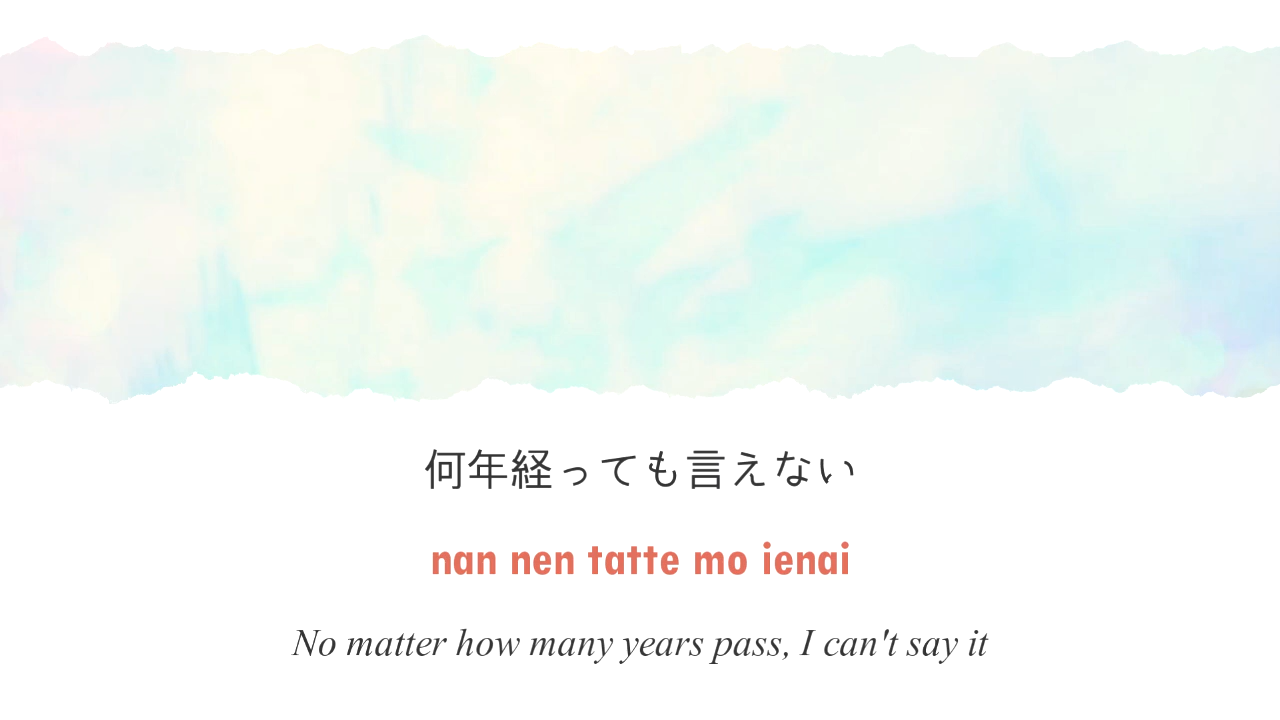 何年経っても言えない
nan nen tatte mo ienai
No matter how many years pass, I can't say it